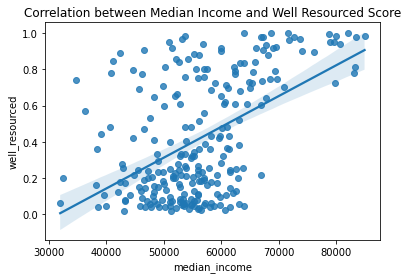 Correlation between Median Income and Well Resourced Score
1.0
0.8
0.6
0.4
0.2
0.0
well_resourced
30000 40000 50000 60000 70000 80000
median_income